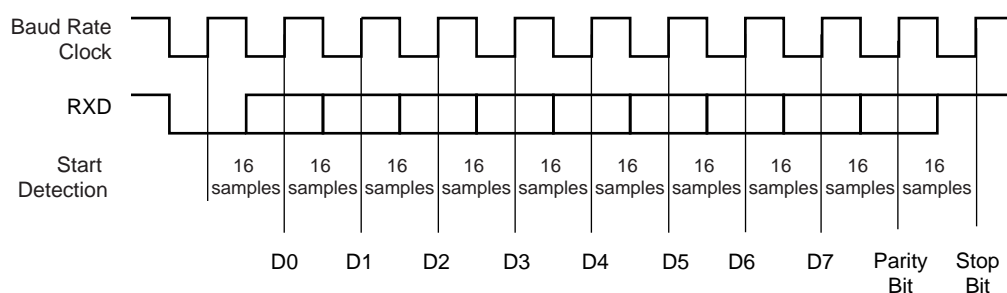 Baud Rate
Clock
RXD
Start
Detection
16 16 16 16 16 16 16 16 16 16
samples samples samples samples samples samples samples samples samples samples
D0 D1 D2 D3 D4 D5 D6 D7 Parity Stop
Bit Bit